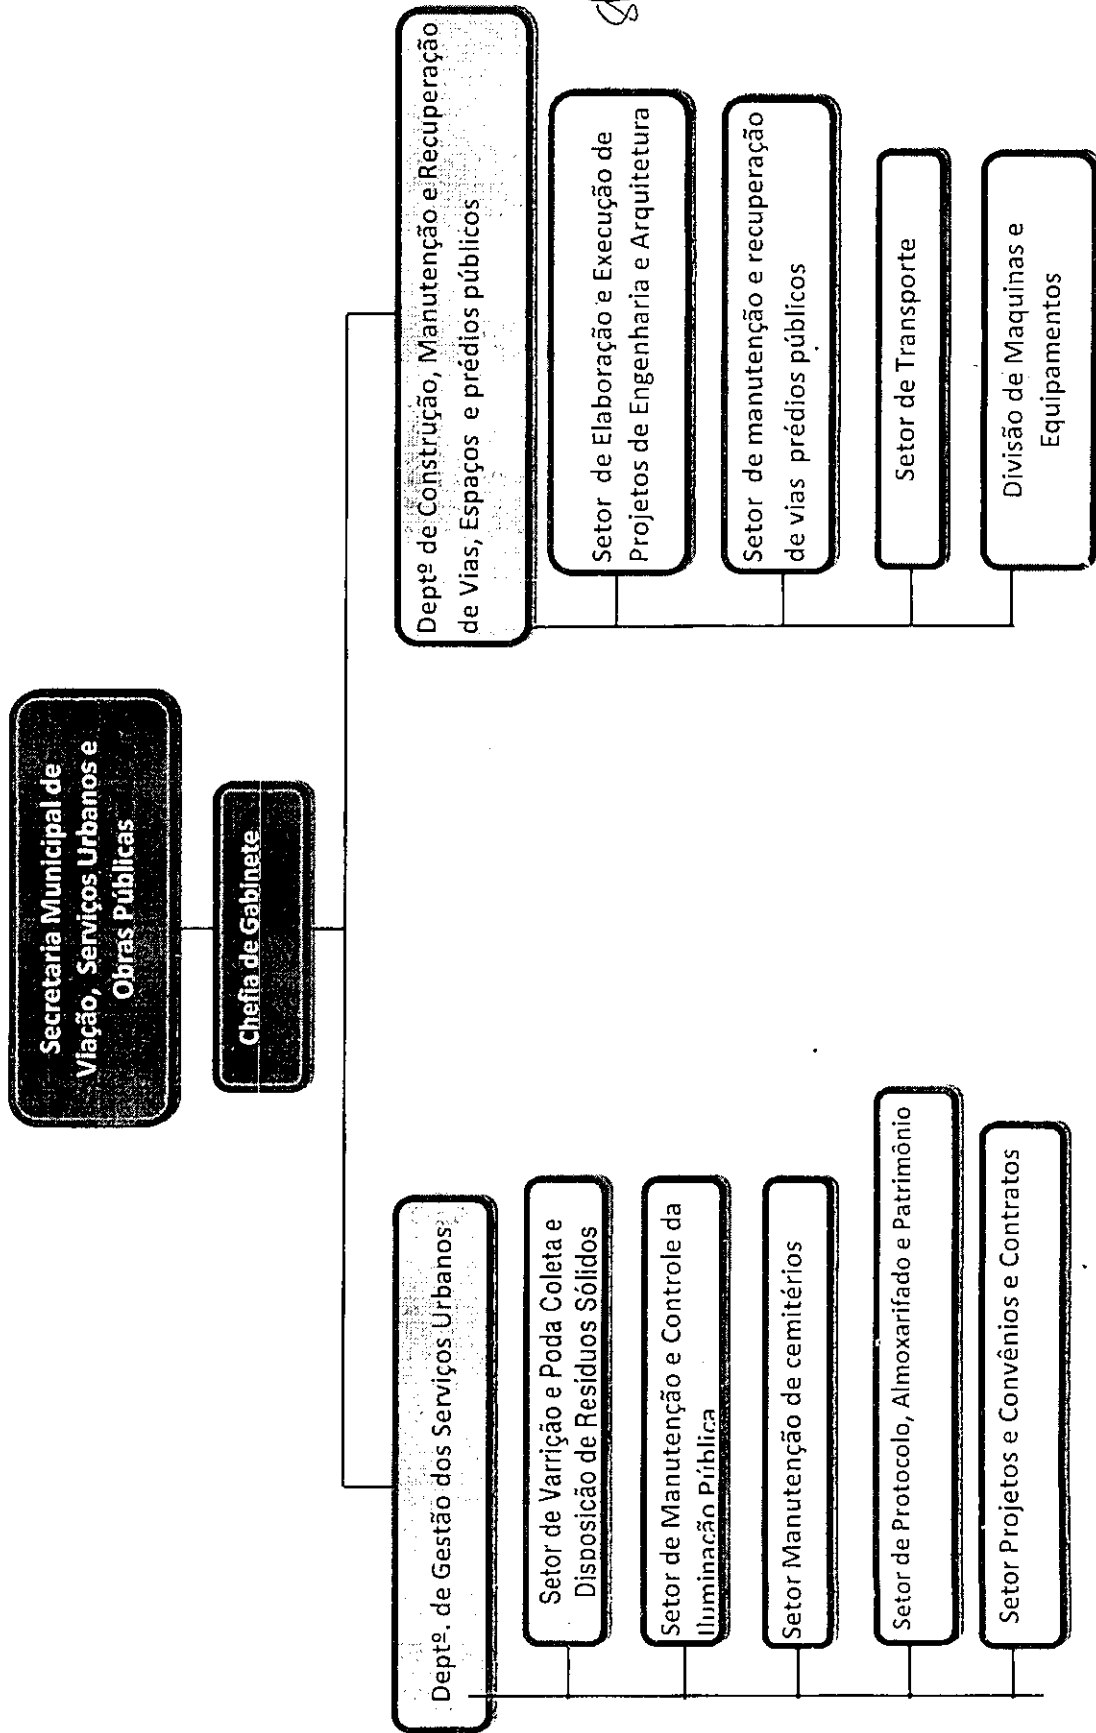 Secretaria Municipal de
Viação, Serviços Urbanos e
Obras Públicas
Chefia de Gabinete
Deptº. de Gestão dos Serviços Urbanos
Setor de Varrição e Poda Coleta e
Disposição de Resíduos Sólidos
Setor de Manutenção e Controle da
Iluminação Pública
Setor Manutenção de cemitérios
Setor de Protocolo, Almoxarifado e Patrimônio
Setor Projetos e Convênios e Contratos
Deptº de Construção, Manutenção e Recuperação
de Vias, Espaços e prédios públicos
Setor de Elaboração e Execução de
Projetos de Engenharia e Arquitetura
Setor de manutenção e recuperação
de vias prédios públicos
Setor de Transporte
Divisão de Maquinas e
Equipamentos